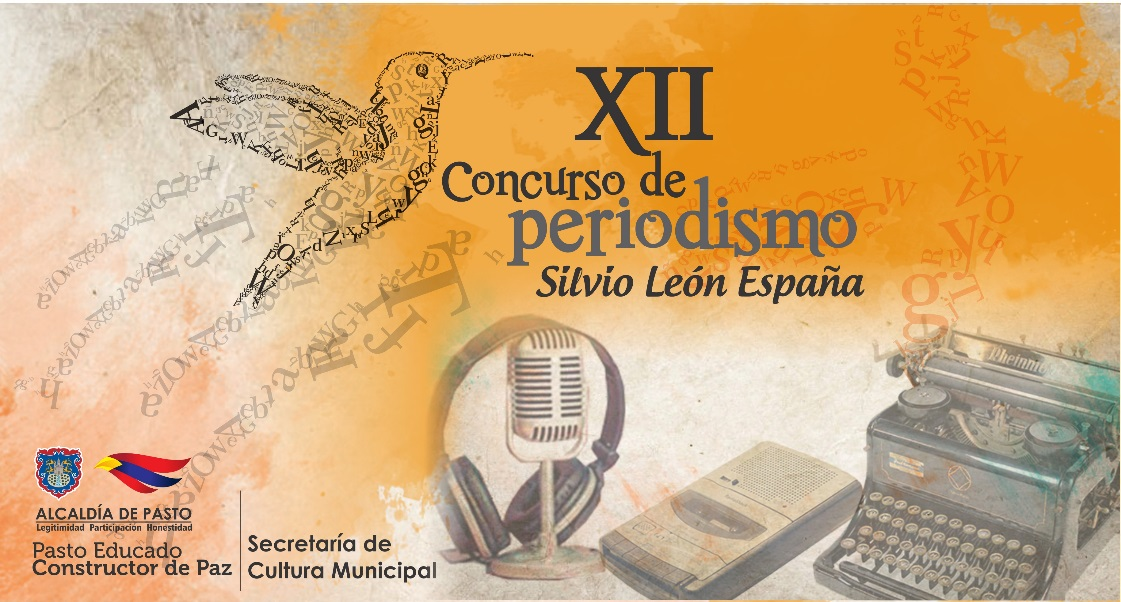 XII
Concurso de
periodismo
Silvio León España
Rheinm
ALCALDÍA DE PASTO
Legitimidad Participación Honestidad
Pasto Educado
Constructor de Paz
Secretaría de
Cultura Municipal